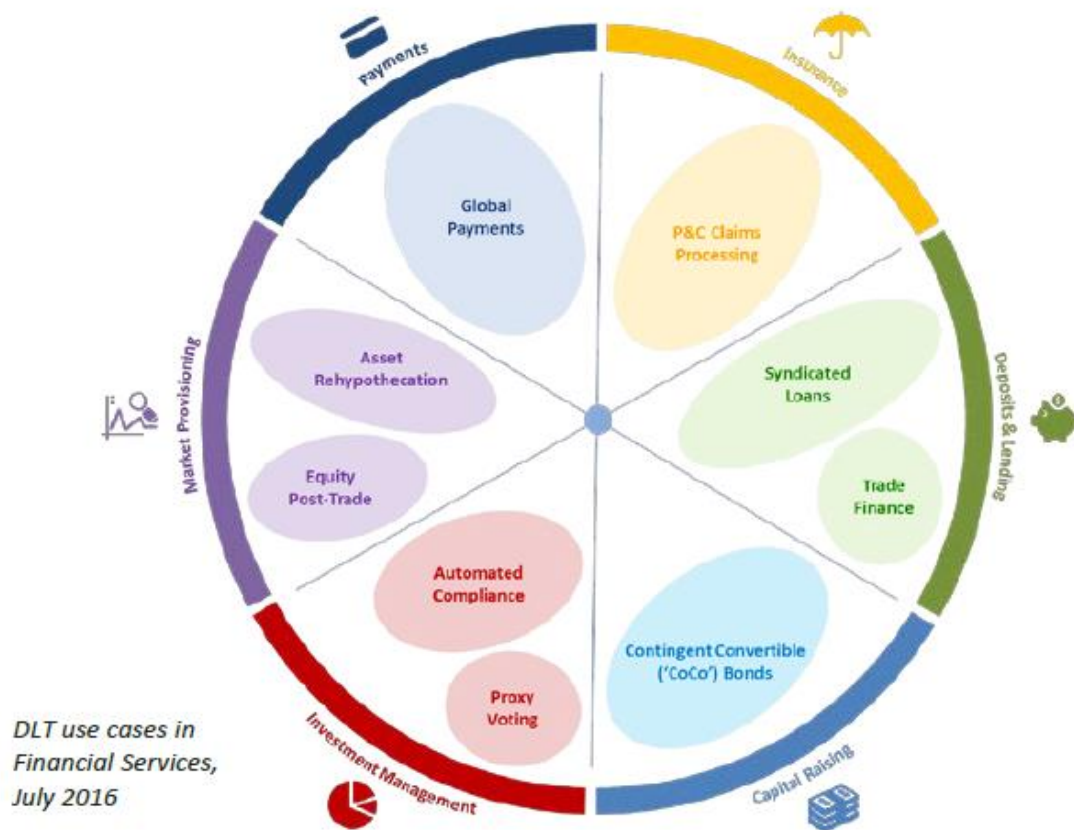 Payments
Insurance
Global
Payments
P&C Claims
Processing
Market Provisioning
Asset
Rehypothecation
Syndicated
Loans
Deposits & Lending
Equity
Post-Trade
Trade
Finance
Automated
Compliance
Contingent Convertible
('CoCo') Bonds
Proxy
Voting
Investment Management
Capital Raising
DLT use cases in
Financial Services,
July 2016